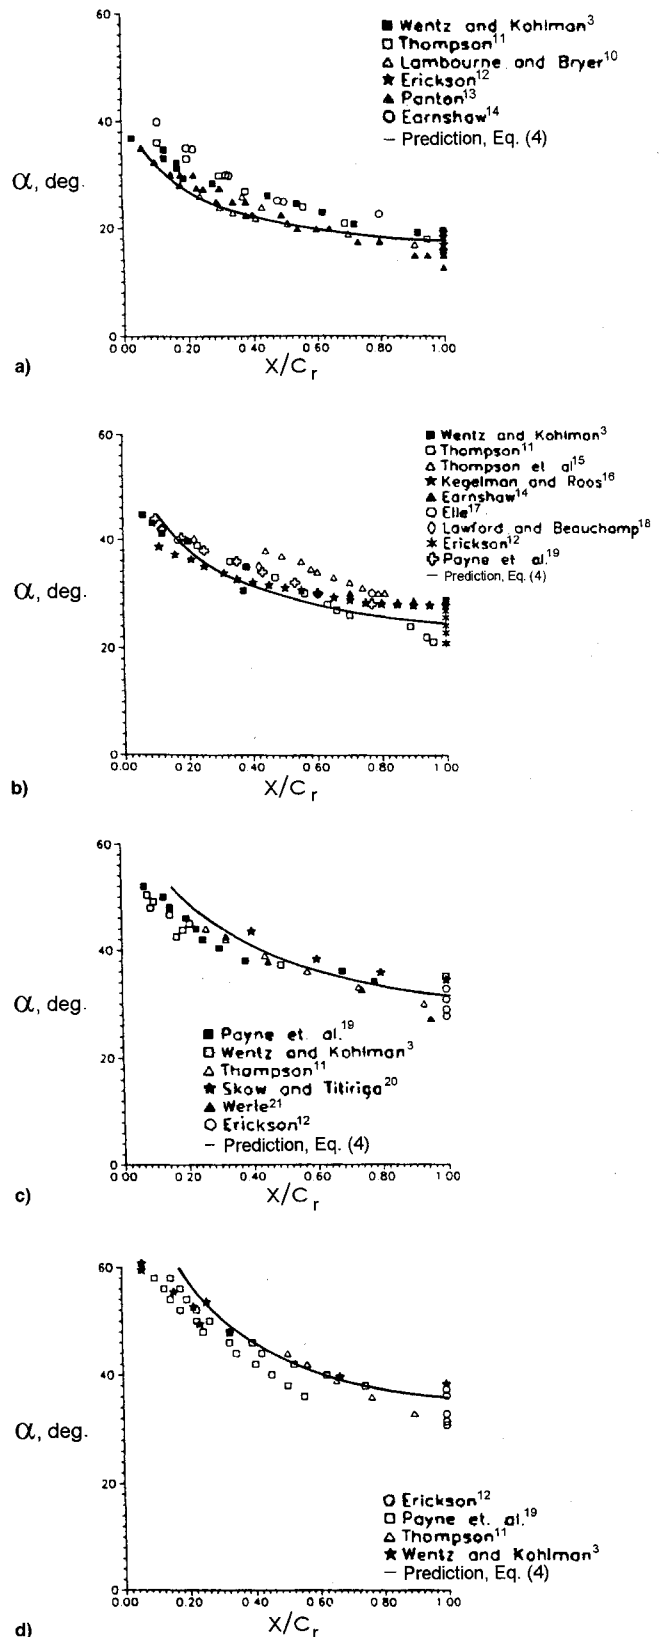 ■ Wentz and Kohlman³
□ Thompson¹¹
△ Lambourne and Bryer¹⁰
★ Erickson¹²
▲ Panton¹³
○ Earnshaw¹⁴
— Prediction, Eq. (4)
60
40
α, deg.
20
0
0.00 0.20 0.40 0.60 0.80 1.00
X/Cᵣ
a)
■ Wentz and Kohlman³
□ Thompson¹¹
△ Thompson et al¹⁵
★ Kegelman and Roos¹⁶
▲ Earnshaw¹⁴
○ Elle¹⁷
◊ Lawford and Beauchamp¹⁸
✳ Erickson¹²
✚ Payne et al.¹⁹
— Prediction, Eq. (4)
60
40
α, deg.
20
0
0.00 0.20 0.40 0.60 0.80 1.00
X/Cᵣ
b)
60
40
α, deg.
20
0
■ Payne et. al.¹⁹
□ Wentz and Kohlman³
△ Thompson¹¹
★ Skow and Titiriga²⁰
▲ Werle²¹
○ Erickson¹²
— Prediction, Eq. (4)
0.00 0.20 0.40 0.60 0.80 1.00
X/Cᵣ
c)
60
40
α, deg.
20
0
○ Erickson¹²
□ Payne et. al.¹⁹
△ Thompson¹¹
★ Wentz and Kohlman³
— Prediction, Eq. (4)
0.00 0.20 0.40 0.60 0.80 1.00
X/Cᵣ
d)